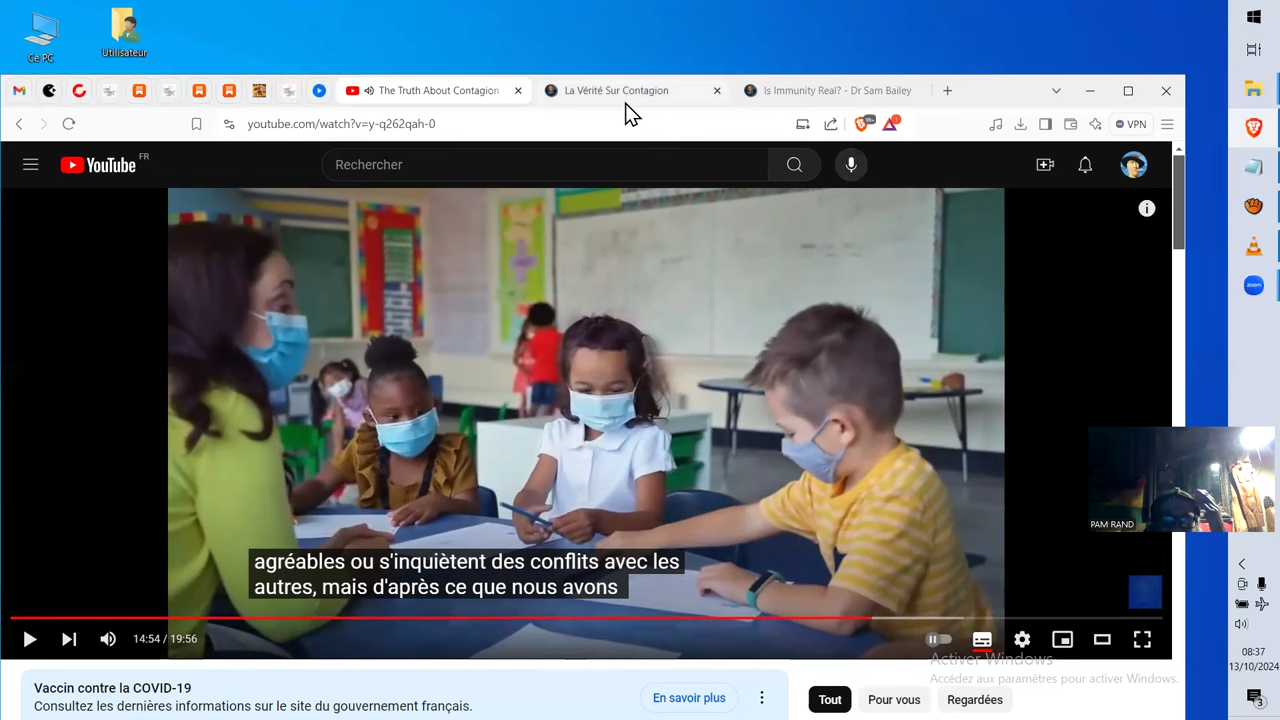 Ce PC
Utilisateur
The Truth About Contagion
La Vérité Sur Contagion
Is Immunity Real? - Dr Sam Bailey
youtube.com/watch?v=y-q262qah-0
99+
1
VPN
YouTube
FR
Rechercher
agréables ou s'inquiètent des conflits avec les
autres, mais d'après ce que nous avons
PAM RAND
zoom
14:54 / 19:56
Activer Windows
Accédez aux paramètres pour activer Windows.
Vaccin contre la COVID-19
Consultez les dernières informations sur le site du gouvernement français.
En savoir plus
Tout
Pour vous
Regardées
08:37
13/10/2024
3